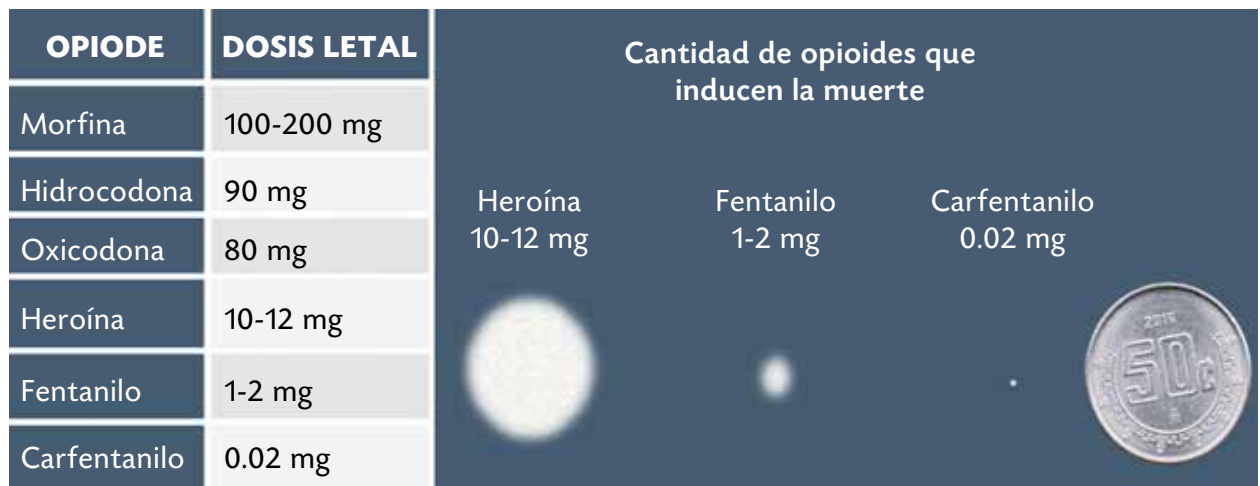 OPIODE DOSIS LETAL
Morfina 100-200 mg
Hidrocodona 90 mg
Oxicodona 80 mg
Heroína 10-12 mg
Fentanilo 1-2 mg
Carfentanilo 0.02 mg
Cantidad de opioides que
inducen la muerte
Heroína
10-12 mg
Fentanilo
1-2 mg
Carfentanilo
0.02 mg
50c